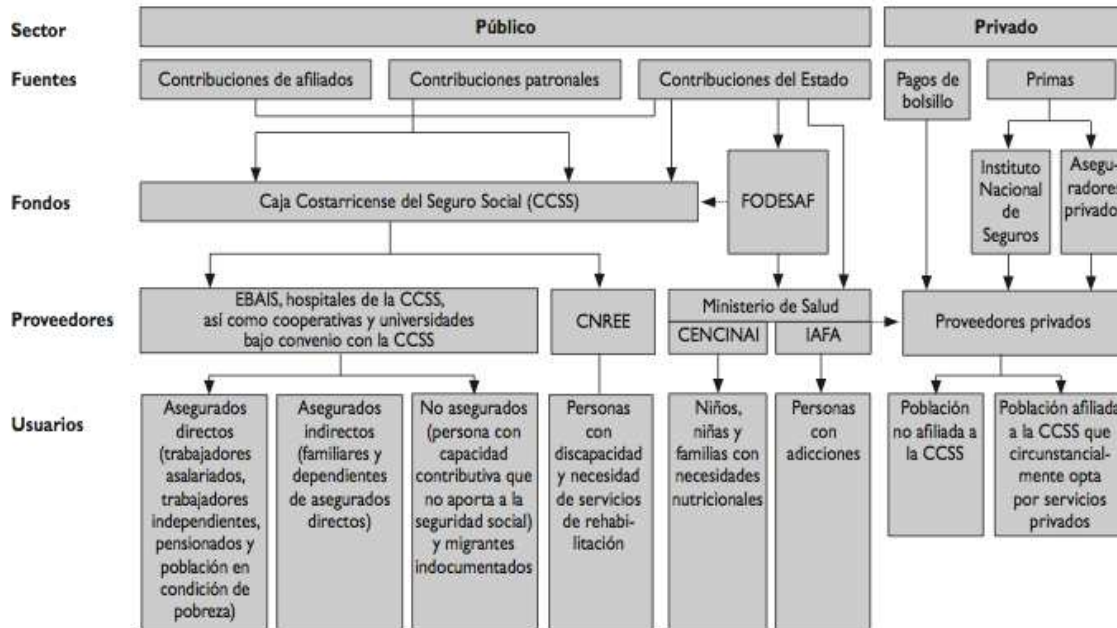 Sector
Público
Privado
Fuentes
Contribuciones de afiliados
Contribuciones patronales
Contribuciones del Estado
Pagos de
bolsillo
Primas
Fondos
Caja Costarricense del Seguro Social (CCSS)
FODESAF
Instituto
Nacional
de
Seguros
Asegu-
radores
privado
Proveedores
EBAIS, hospitales de la CCSS,
así como cooperativas y universidades
bajo convenio con la CCSS
CNREE
Ministerio de Salud
CENCINAI
IAFA
Proveedores privados
Usuarios
Asegurados
directos
(trabajadores
asalariados,
trabajadores
independientes,
pensionados y
población en
condición de
pobreza)
Asegurados
indirectos
(familiares y
dependientes
de asegurados
directos)
No asegurados
(persona con
capacidad
contributiva que
no aporta a la
seguridad social)
y migrantes
indocumentados
Personas
con
discapacidad
y necesidad
de servicios
de rehabi-
litación
Niños,
niñas y
familias con
necesidades
nutricionales
Personas
con
adicciones
Población
no afiliada a
la CCSS
Población afiliada
a la CCSS que
circunstancial-
mente opta
por servicios
privados